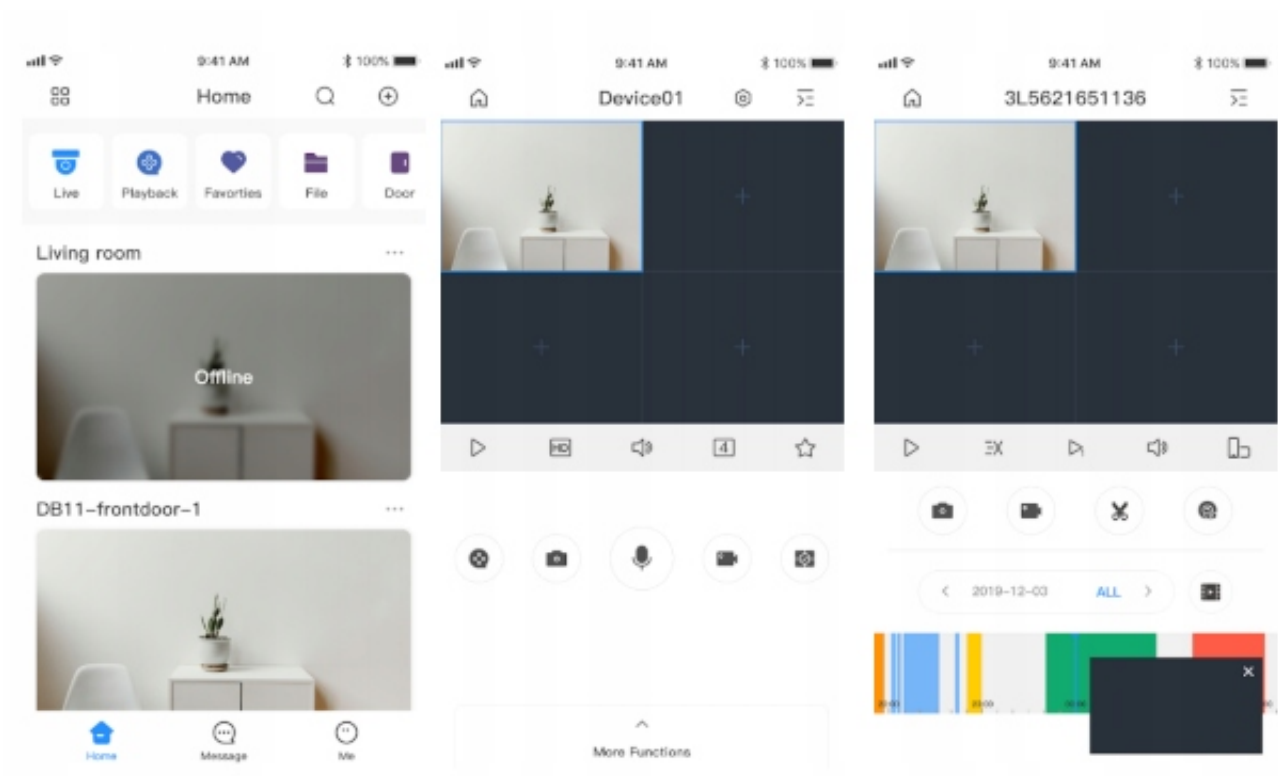 9:41 AM
100%
Home
Live
Playback
Favorties
File
Door
Living room
Offline
DB11-frontdoor-1
Home
Message
Me
9:41 AM
100%
Device01
HD
4
More Functions
9:41 AM
100%
3L5621651136
2019-12-03
ALL